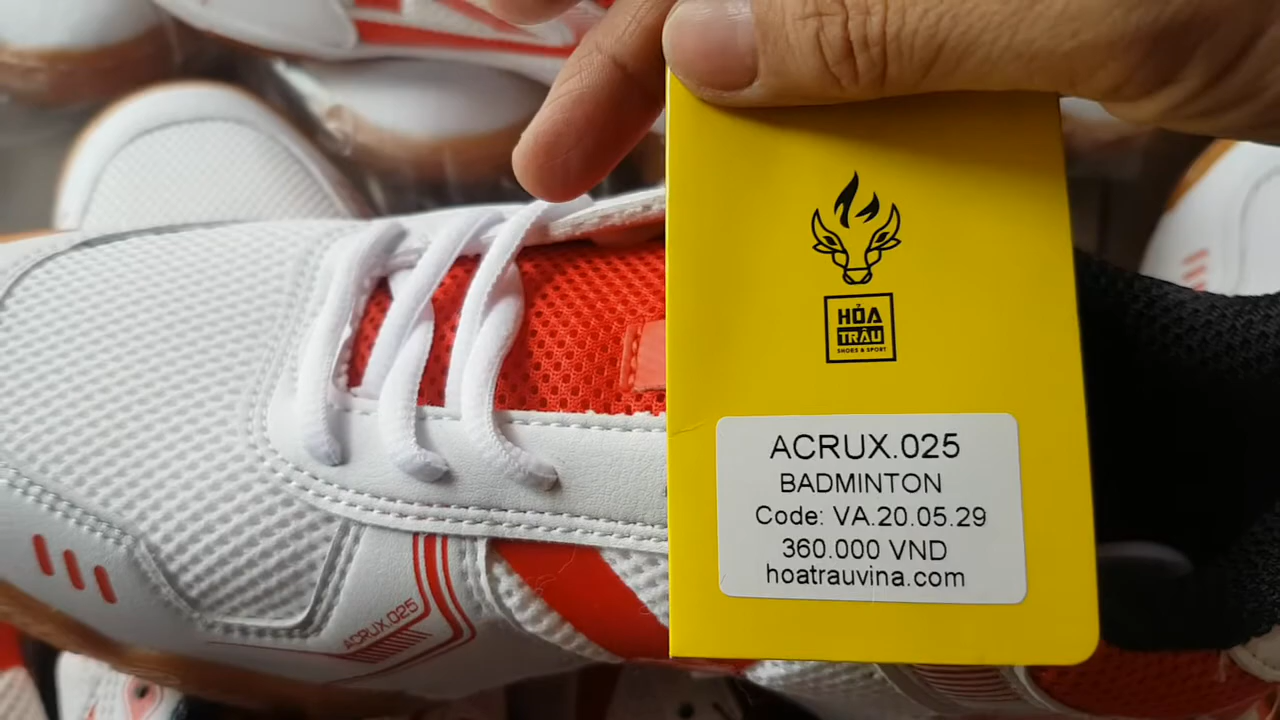 HỎA
TRÂU
SHOES & SPORT
ACRUX.025
BADMINTON
Code: VA.20.05.29
360.000 VND
hoatrauvina.com
ACRUX.025